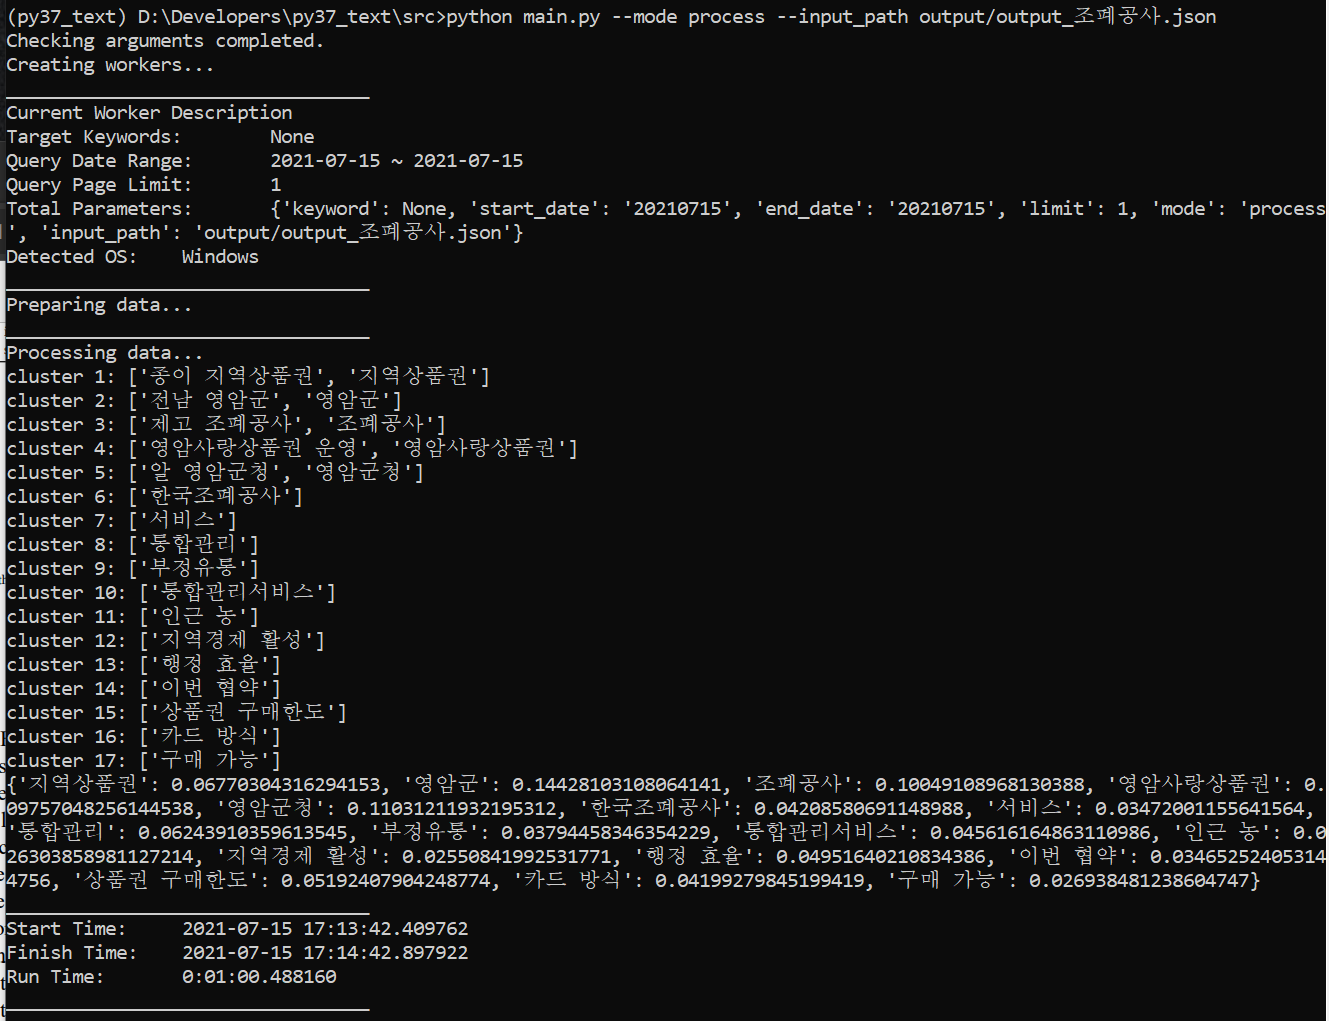 (py37_text) D:\Developers\py37_text\src>python main.py --mode process --input_path output/output_조폐공사.json
Checking arguments completed.
Creating workers...
_________________________________
Current Worker Description
Target Keywords:        None
Query Date Range:       2021-07-15 ~ 2021-07-15
Query Page Limit:       1
Total Parameters:       {'keyword': None, 'start_date': '20210715', 'end_date': '20210715', 'limit': 1, 'mode': 'process
', 'input_path': 'output/output_조폐공사.json'}
Detected OS:    Windows
_________________________________
Preparing data...
_________________________________
Processing data...
cluster 1: ['종이 지역상품권', '지역상품권']
cluster 2: ['전남 영암군', '영암군']
cluster 3: ['제고 조폐공사', '조폐공사']
cluster 4: ['영암사랑상품권 운영', '영암사랑상품권']
cluster 5: ['알 영암군청', '영암군청']
cluster 6: ['한국조폐공사']
cluster 7: ['서비스']
cluster 8: ['통합관리']
cluster 9: ['부정유통']
cluster 10: ['통합관리서비스']
cluster 11: ['인근 농']
cluster 12: ['지역경제 활성']
cluster 13: ['행정 효율']
cluster 14: ['이번 협약']
cluster 15: ['상품권 구매한도']
cluster 16: ['카드 방식']
cluster 17: ['구매 가능']
{'지역상품권': 0.06770304316294153, '영암군': 0.14428103108064141, '조폐공사': 0.10049108968130388, '영암사랑상품권': 0.
09757048256144538, '영암군청': 0.11031211932195312, '한국조폐공사': 0.04208580691148988, '서비스': 0.03472001155641564,
'통합관리': 0.06243910359613545, '부정유통': 0.03794458346354229, '통합관리서비스': 0.045616164863110986, '인근 농': 0.0
26303858981127214, '지역경제 활성': 0.02550841992531771, '행정 효율': 0.04951640210834386, '이번 협약': 0.03465252405314
4756, '상품권 구매한도': 0.05192407904248774, '카드 방식': 0.04199279845199419, '구매 가능': 0.026938481238604747}
_________________________________
Start Time:     2021-07-15 17:13:42.409762
Finish Time:    2021-07-15 17:14:42.897922
Run Time:       0:01:00.488160
_________________________________